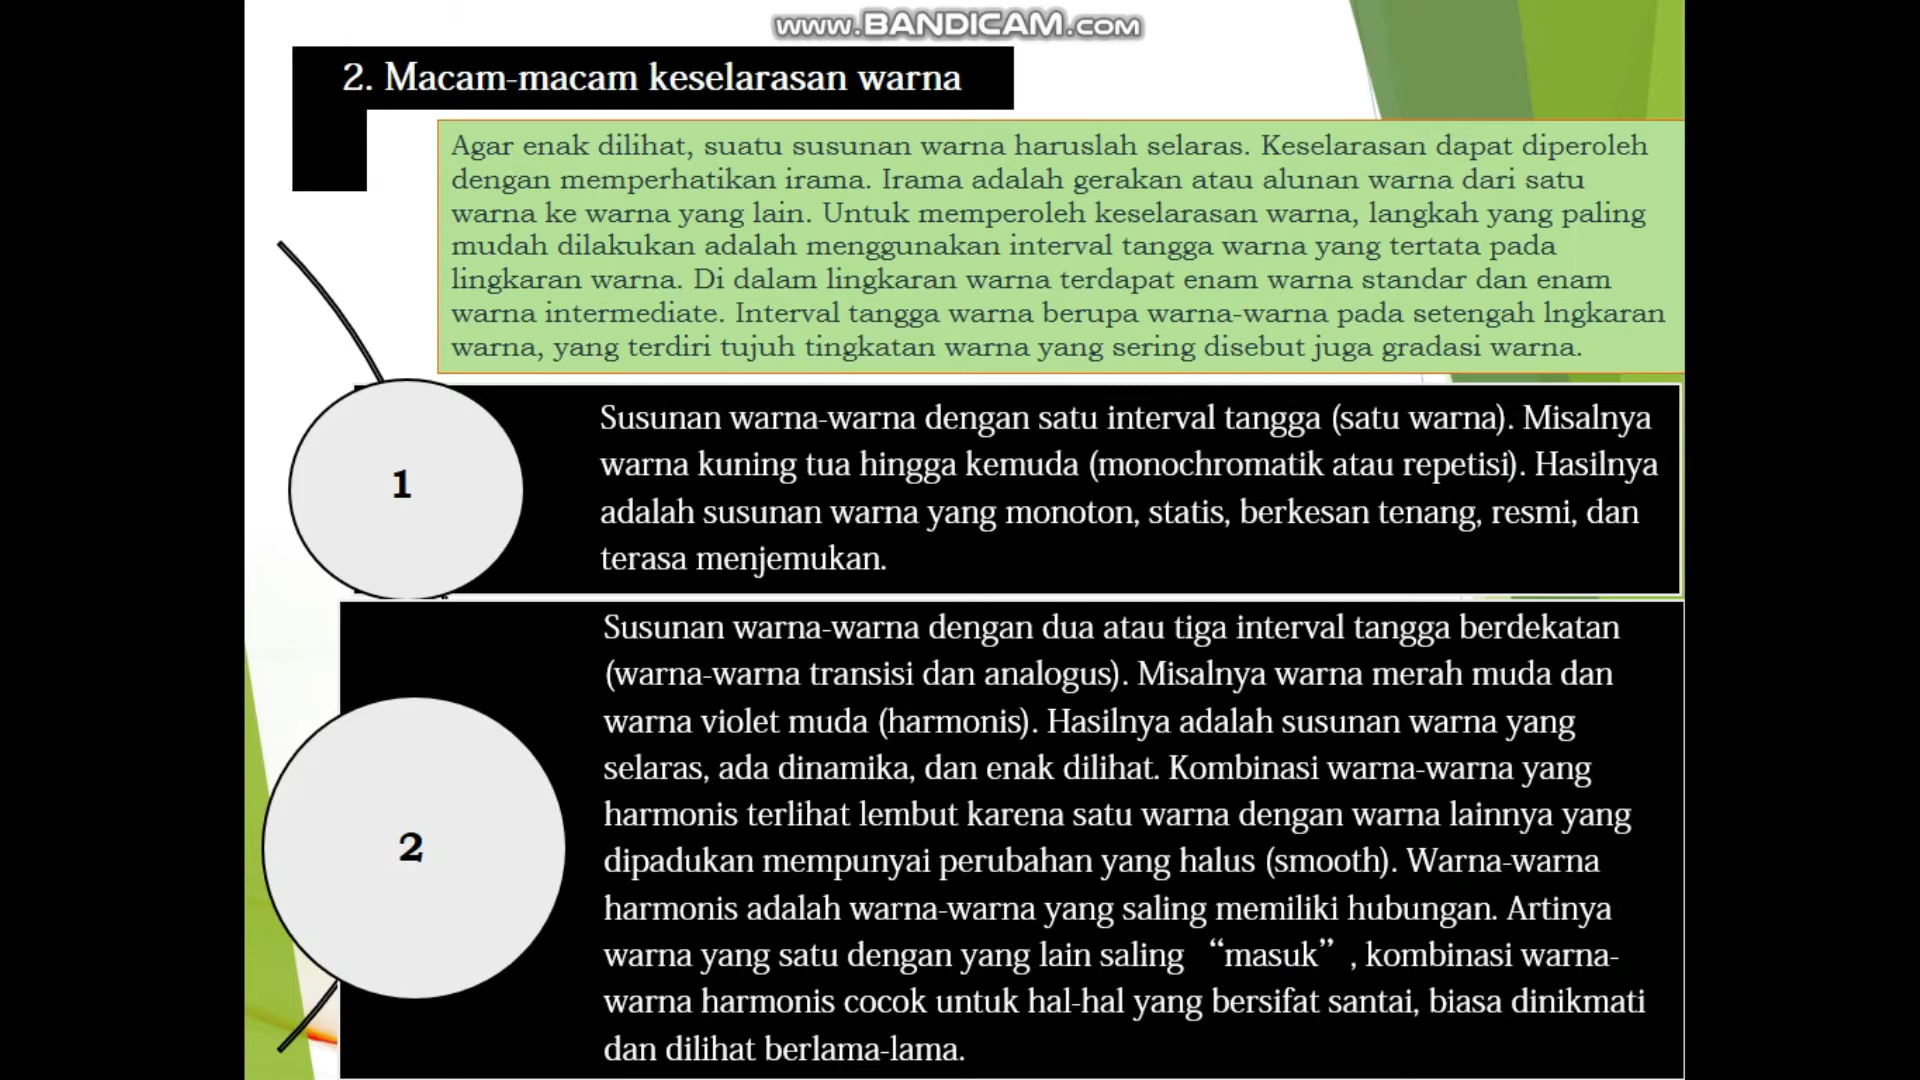 www.BANDICAM.com
2. Macam-macam keselarasan warna
Agar enak dilihat, suatu susunan warna haruslah selaras. Keselarasan dapat diperoleh
dengan memperhatikan irama. Irama adalah gerakan atau alunan warna dari satu
warna ke warna yang lain. Untuk memperoleh keselarasan warna, langkah yang paling
mudah dilakukan adalah menggunakan interval tangga warna yang tertata pada
lingkaran warna. Di dalam lingkaran warna terdapat enam warna standar dan enam
warna intermediate. Interval tangga warna berupa warna-warna pada setengah lngkaran
warna, yang terdiri tujuh tingkatan warna yang sering disebut juga gradasi warna.
1
Susunan warna-warna dengan satu interval tangga (satu warna). Misalnya
warna kuning tua hingga kemuda (monochromatik atau repetisi). Hasilnya
adalah susunan warna yang monoton, statis, berkesan tenang, resmi, dan
terasa menjemukan.
2
Susunan warna-warna dengan dua atau tiga interval tangga berdekatan
(warna-warna transisi dan analogus). Misalnya warna merah muda dan
warna violet muda (harmonis). Hasilnya adalah susunan warna yang
selaras, ada dinamika, dan enak dilihat. Kombinasi warna-warna yang
harmonis terlihat lembut karena satu warna dengan warna lainnya yang
dipadukan mempunyai perubahan yang halus (smooth). Warna-warna
harmonis adalah warna-warna yang saling memiliki hubungan. Artinya
warna yang satu dengan yang lain saling “masuk”, kombinasi warna-
warna harmonis cocok untuk hal-hal yang bersifat santai, biasa dinikmati
dan dilihat berlama-lama.